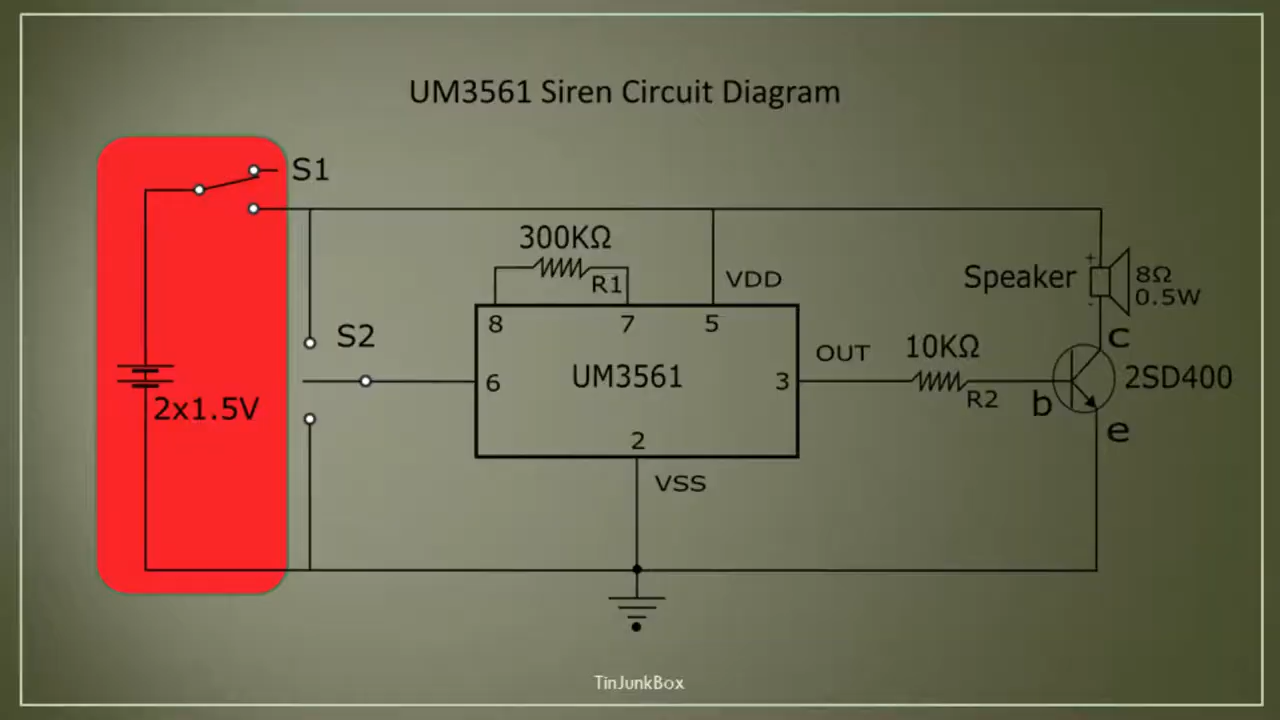 UM3561 Siren Circuit Diagram
S1
300KΩ
R1
VDD
Speaker
+
-
8Ω
0.5W
8
7
5
S2
c
OUT
10KΩ
6
UM3561
3
2SD400
R2
b
2x1.5V
e
2
VSS
TinJunkBox